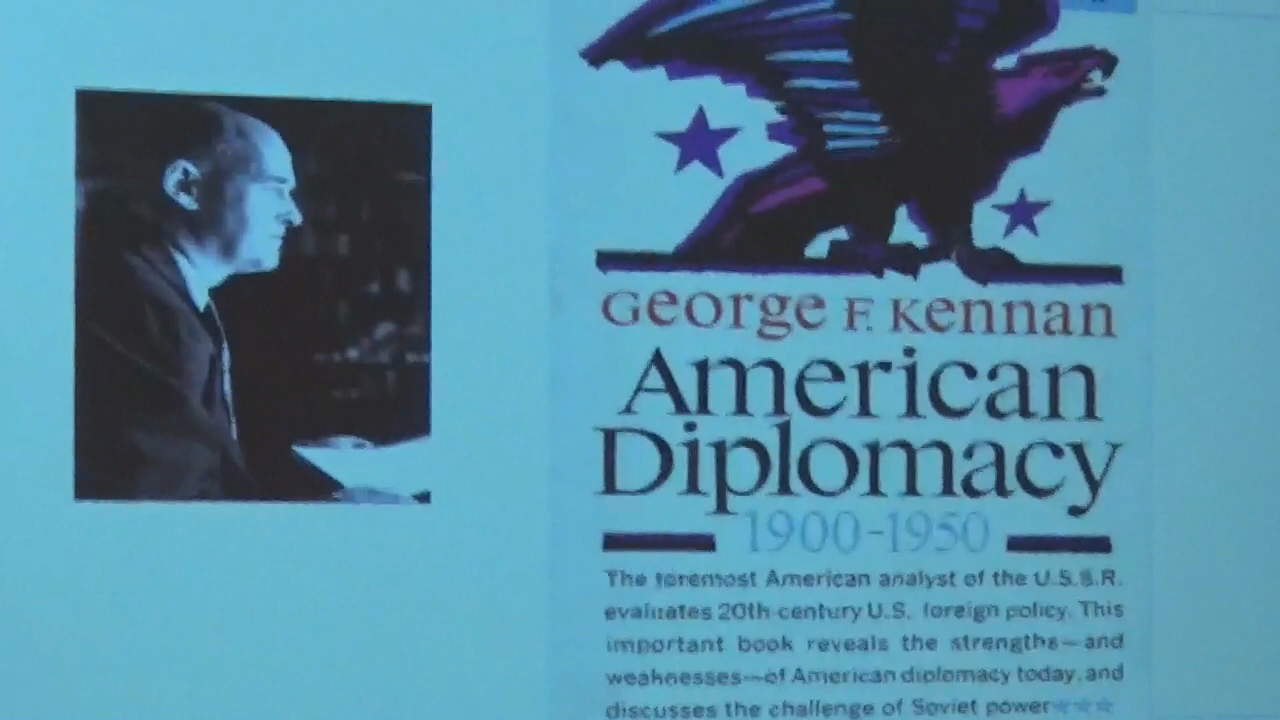 George F. Kennan
American
Diplomacy
1900-1950
The foremost American analyst of the U.S.S.R.
evaluates 20th century U.S. foreign policy. This
important book reveals the strengths—and
weaknesses—of American diplomacy today, and
discusses the challenge of Soviet power★★★